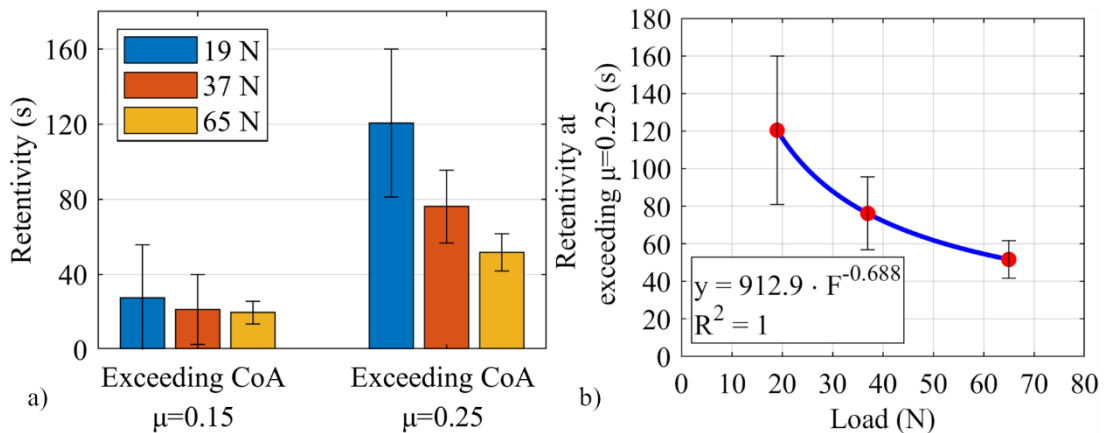 160
120
80
40
0
Retentivity (s)
19 N
37 N
65 N
Exceeding CoA
μ=0.15
Exceeding CoA
μ=0.25
a)
Retentivity at
exceeding μ=0.25 (s)
180
160
140
120
100
80
60
40
20
0
y = 912.9 · F^-0.688
R^2 = 1
0 10 20 30 40 50 60 70 80
Load (N)
b)